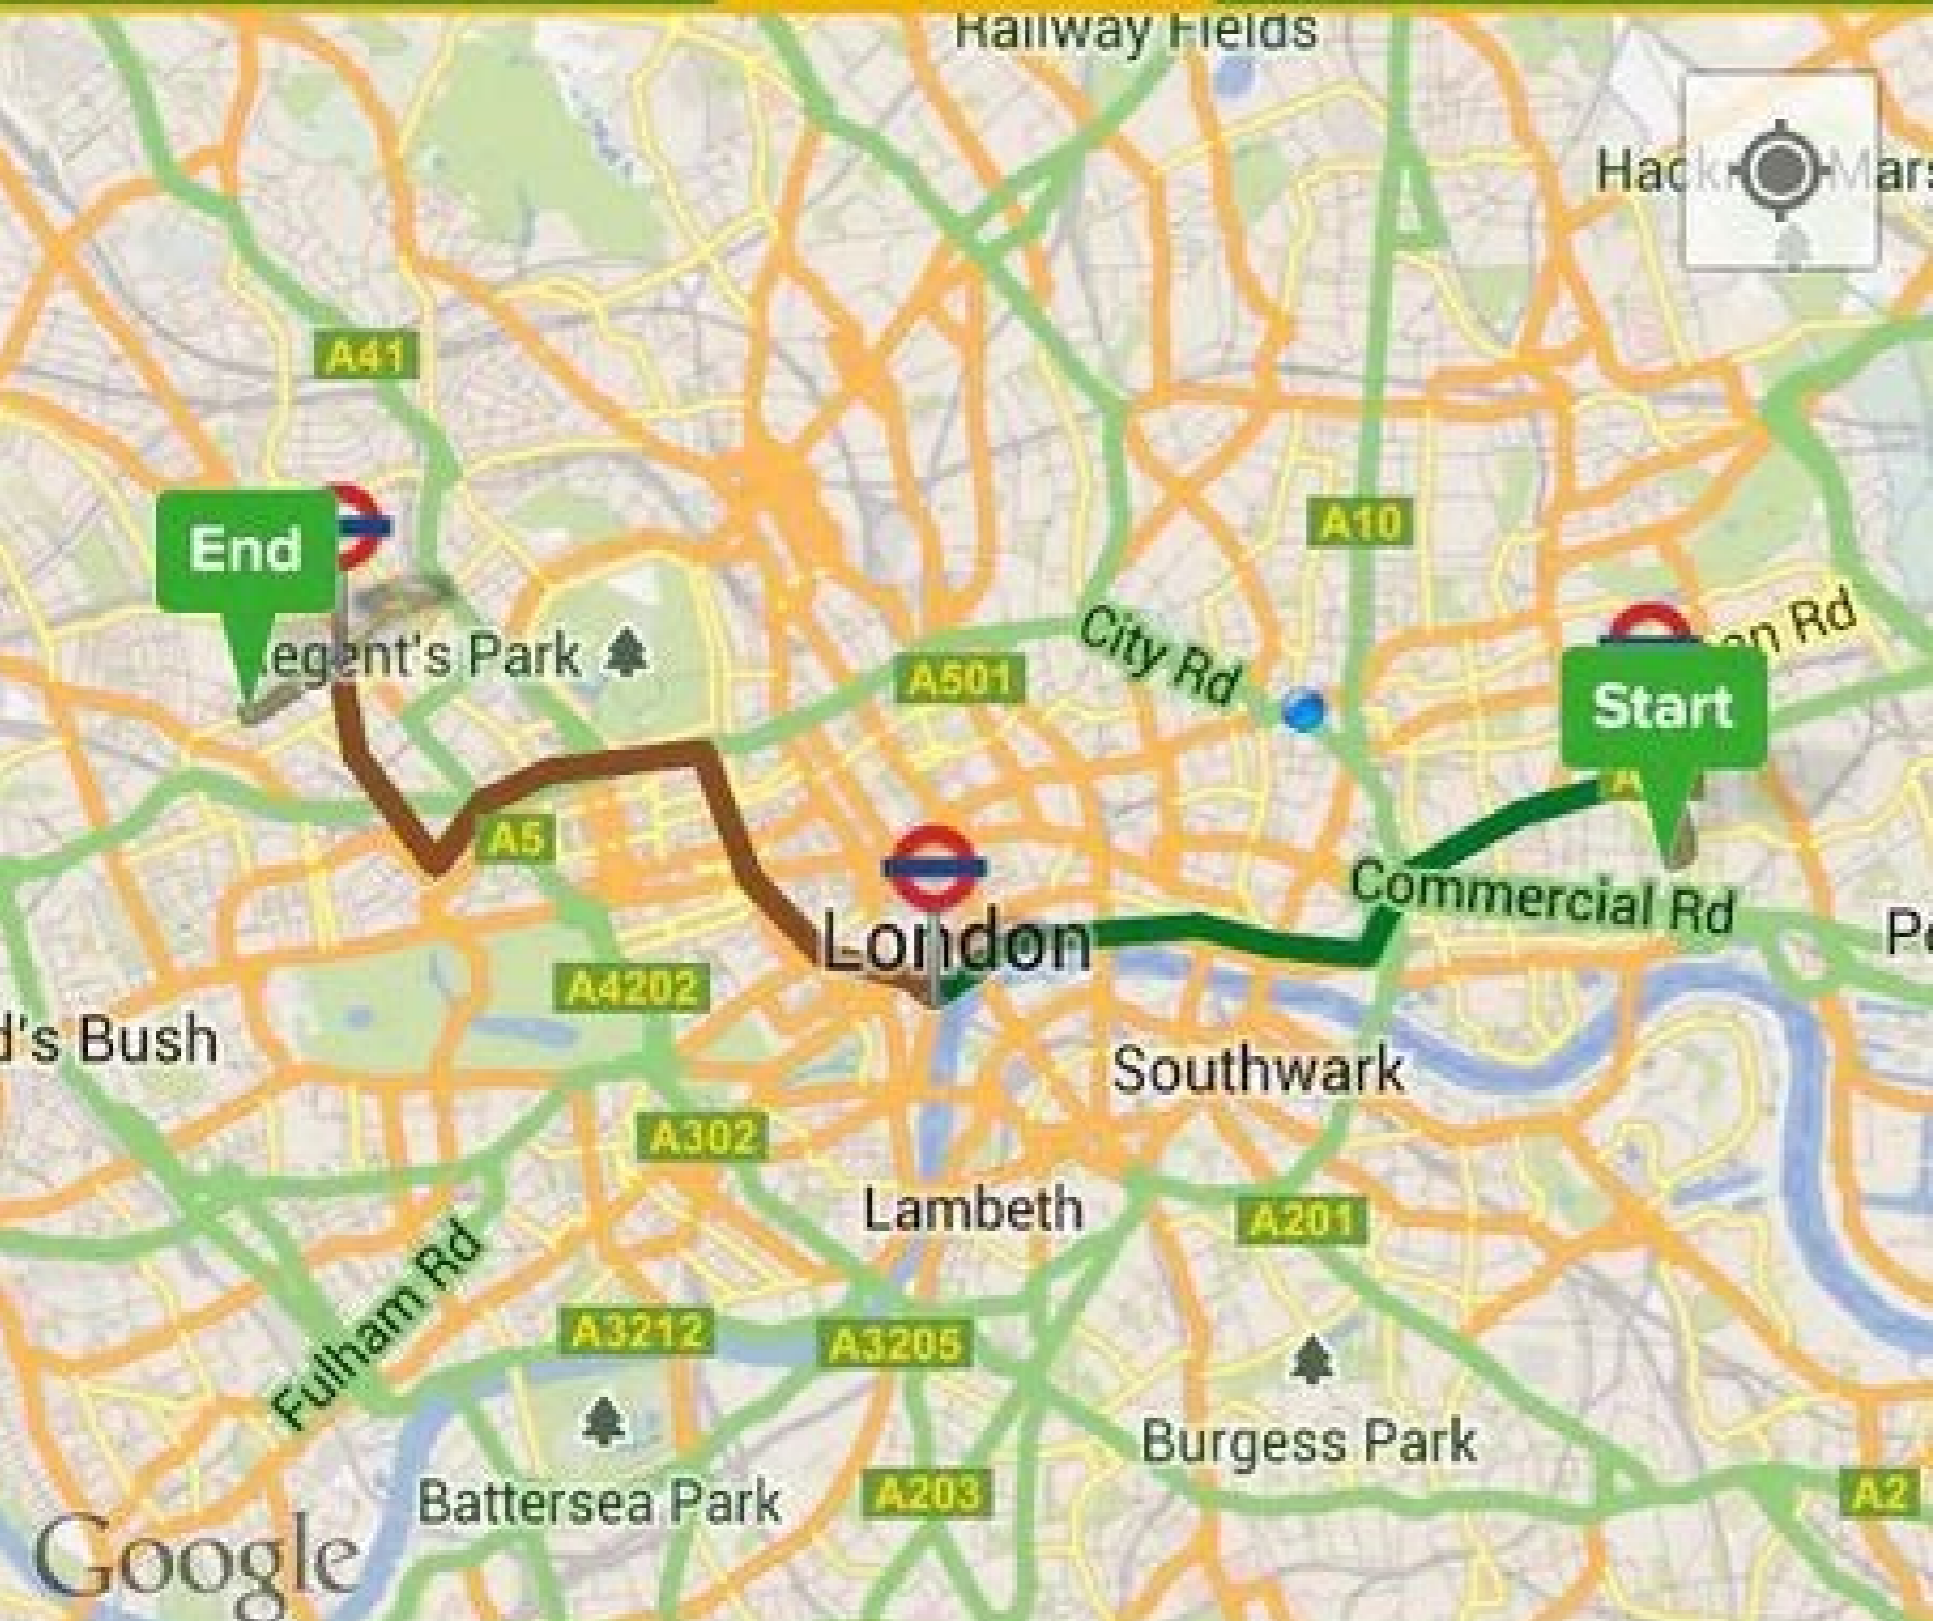 Railway Fields
A41
End
A10
Regent's Park
City Rd
A501
Start
A5
London
Commercial Rd
A4202
d's Bush
Southwark
A302
Lambeth
A201
Fulham Rd
A3212
A3205
Burgess Park
Battersea Park
A203
A2
Google